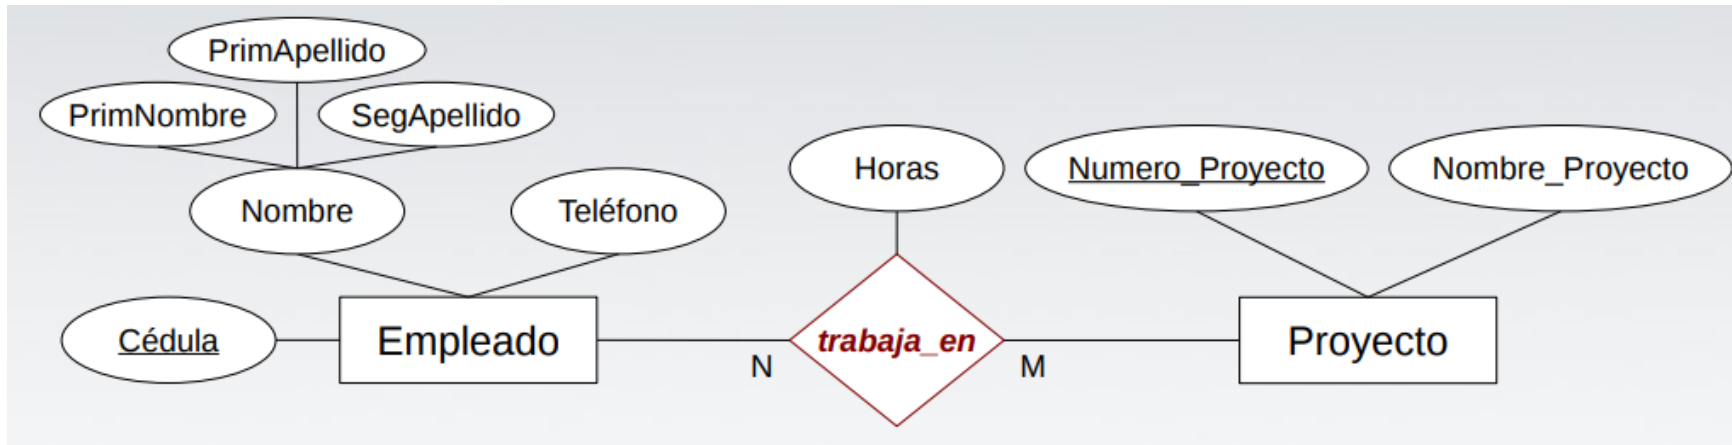 PrimApellido
PrimNombre
SegApellido
Nombre
Teléfono
Horas
Numero_Proyecto
Nombre_Proyecto
Cédula
Empleado
N
trabaja_en
M
Proyecto